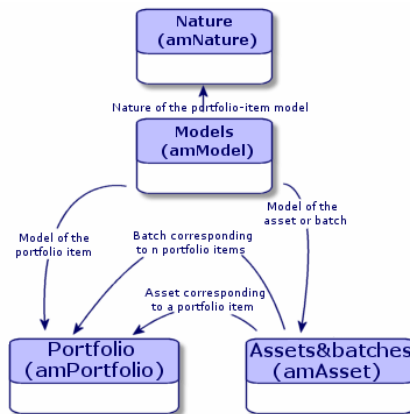 Nature
(amNature)
Nature of the portfolio-item model
Models
(amModel)
Model of the
asset or batch
Model of the
portfolio item
Batch corresponding
to n portfolio items
Asset corresponding
to a portfolio item
Portfolio
(amPortfolio)
Assets&batches
(amAsset)